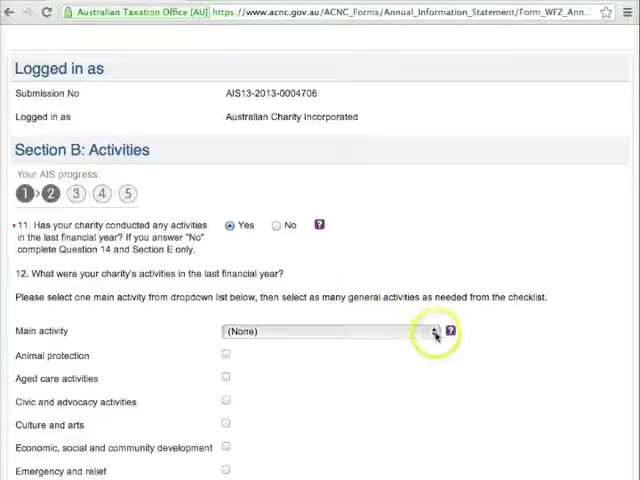 Australian Taxation Office [AU] https://www.acnc.gov.au/ACNC_Forms/Annual_Information_Statement/Form_WFZ_Ann...
Logged in as
Submission No AIS13-2013-0004706
Logged in as Australian Charity Incorporated
Section B: Activities
Your AIS progress:
1 > 2 3 4 5
* 11. Has your charity conducted any activities Yes No ?
in the last financial year? If you answer "No"
complete Question 14 and Section E only.
12. What were your charity's activities in the last financial year?
Please select one main activity from dropdown list below, then select as many general activities as needed from the checklist.
Main activity (None) ?
Animal protection
Aged care activities
Civic and advocacy activities
Culture and arts
Economic, social and community development
Emergency and relief